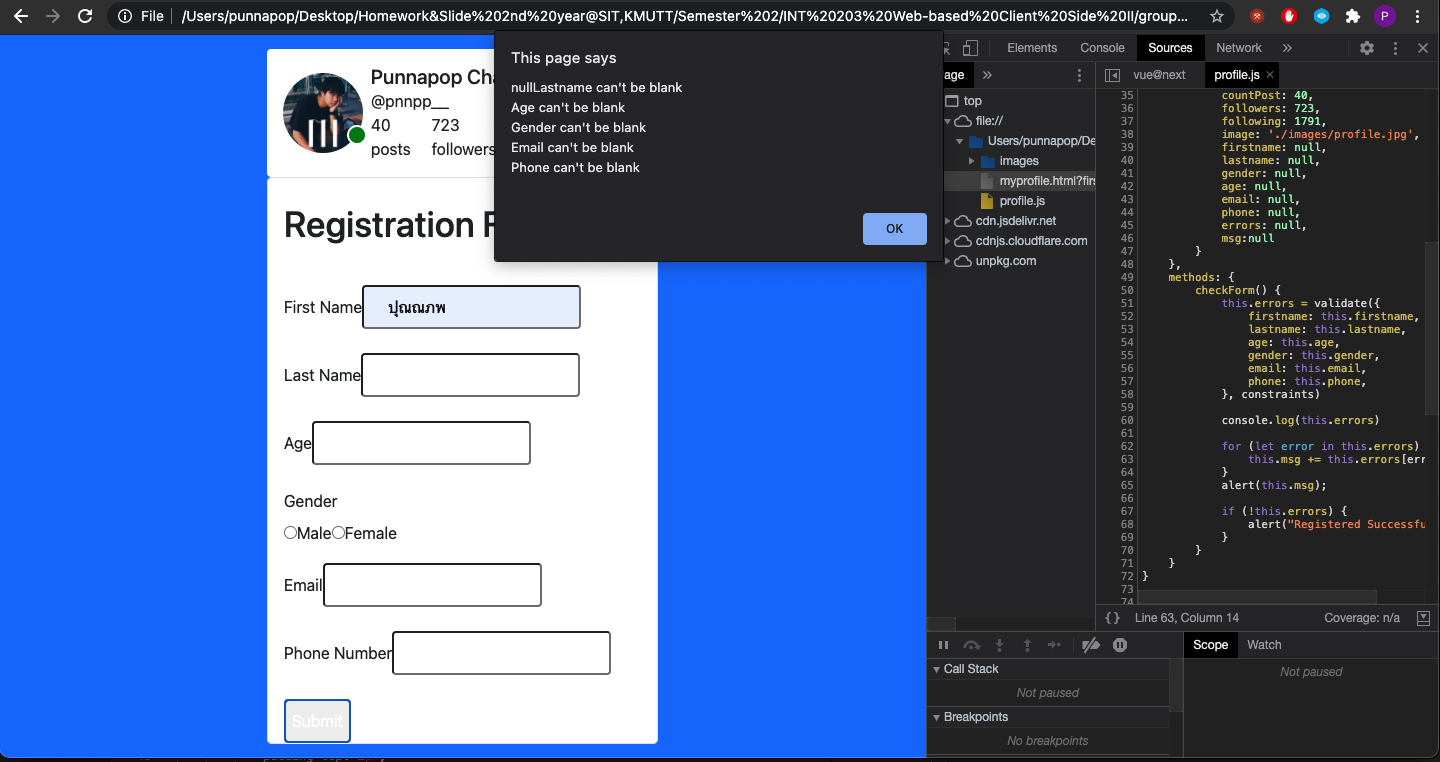 File
/Users/punnapop/Desktop/Homework&Slide%202nd%20year@SIT,KMUTT/Semester%202/INT%20203%20Web-based%20Client%20Side%20II/group...
P
Punnapop Cha
@pnnpp__
40 723
posts followers
Registration F
First Name ปุณณภพ
Last Name
Age
Gender
Male Female
Email
Phone Number
Submit
This page says
nullLastname can't be blank
Age can't be blank
Gender can't be blank
Email can't be blank
Phone can't be blank
OK
Elements Console Sources Network »
age »
top
file://
Users/punnapop/De
images
myprofile.html?firs
profile.js
cdn.jsdelivr.net
cdnjs.cloudflare.com
unpkg.com
vue@next profile.js ×
35 countPost: 40,
36 followers: 723,
37 following: 1791,
38 image: './images/profile.jpg',
39 firstname: null,
40 lastname: null,
41 gender: null,
42 age: null,
43 email: null,
44 phone: null,
45 errors: null,
46 msg:null
47 }
48 },
49 methods: {
50 checkForm() {
51 this.errors = validate({
52 firstname: this.firstname,
53 lastname: this.lastname,
54 age: this.age,
55 gender: this.gender,
56 email: this.email,
57 phone: this.phone,
58 }, constraints)
59
60 console.log(this.errors)
61
62 for (let error in this.errors)
63 this.msg += this.errors[err
64 }
65 alert(this.msg);
66
67 if (!this.errors) {
68 alert("Registered Successfu
69 }
70 }
71 }
72 }
73
74
{} Line 63, Column 14 Coverage: n/a
Call Stack
Not paused
Breakpoints
No breakpoints
Scope Watch
Not paused